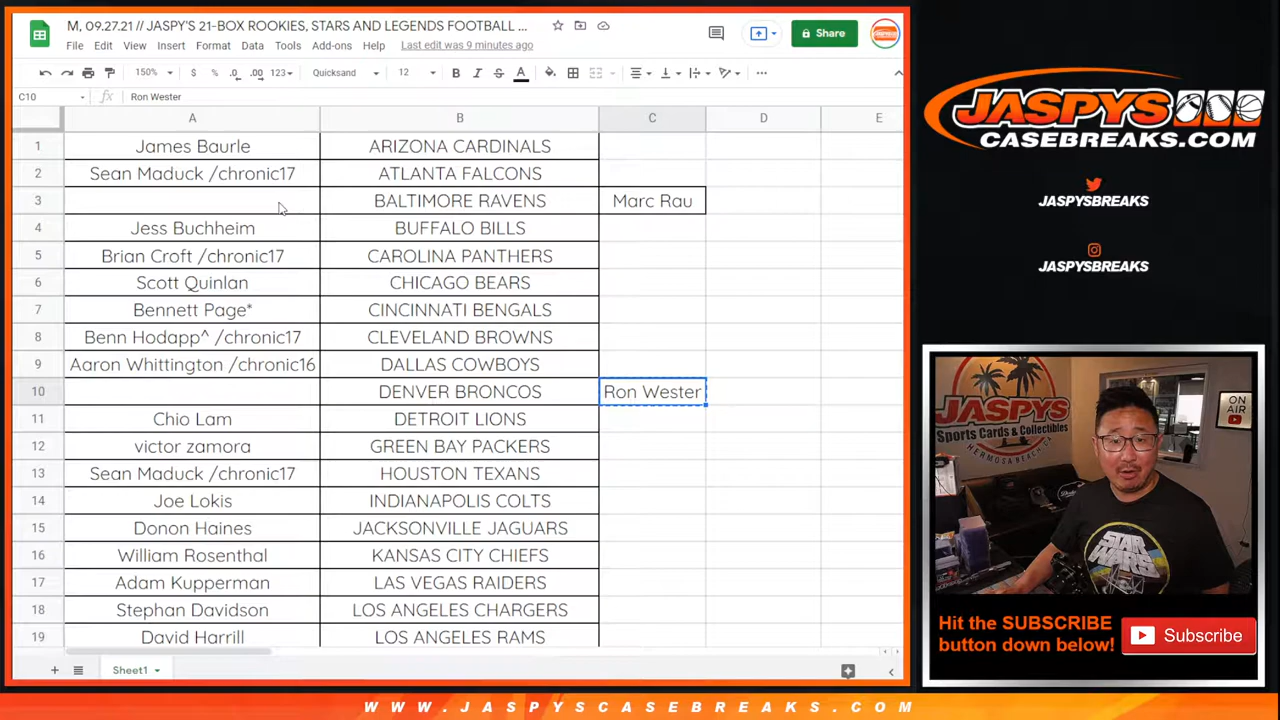 M, 09.27.21 // JASPY'S 21-BOX ROOKIES, STARS AND LEGENDS FOOTBALL ...
File Edit View Insert Format Data Tools Add-ons Help Last edit was 9 minutes ago
Share
150% $ % .0 .00 123 Quicksand 12 B I S A
C10 fx Ron Wester
A B C D E
1 James Baurle ARIZONA CARDINALS
2 Sean Maduck /chronic17 ATLANTA FALCONS
3 BALTIMORE RAVENS Marc Rau
4 Jess Buchheim BUFFALO BILLS
5 Brian Croft /chronic17 CAROLINA PANTHERS
6 Scott Quinlan CHICAGO BEARS
7 Bennett Page* CINCINNATI BENGALS
8 Benn Hodapp^ /chronic17 CLEVELAND BROWNS
9 Aaron Whittington /chronic16 DALLAS COWBOYS
10 DENVER BRONCOS Ron Wester
11 Chio Lam DETROIT LIONS
12 victor zamora GREEN BAY PACKERS
13 Sean Maduck /chronic17 HOUSTON TEXANS
14 Joe Lokis INDIANAPOLIS COLTS
15 Donon Haines JACKSONVILLE JAGUARS
16 William Rosenthal KANSAS CITY CHIEFS
17 Adam Kupperman LAS VEGAS RAIDERS
18 Stephan Davidson LOS ANGELES CHARGERS
19 David Harrill LOS ANGELES RAMS
Sheet1
JASPYS
CASEBREAKS.COM
JASPYSBREAKS
JASPYSBREAKS
JASPYS
Sports Cards & Collectibles
HERMOSA BEACH, CA
ON AIR
STAR WARS
Hit the SUBSCRIBE
button down below!
Subscribe
WWW.JASPYSCASEBREAKS.COM